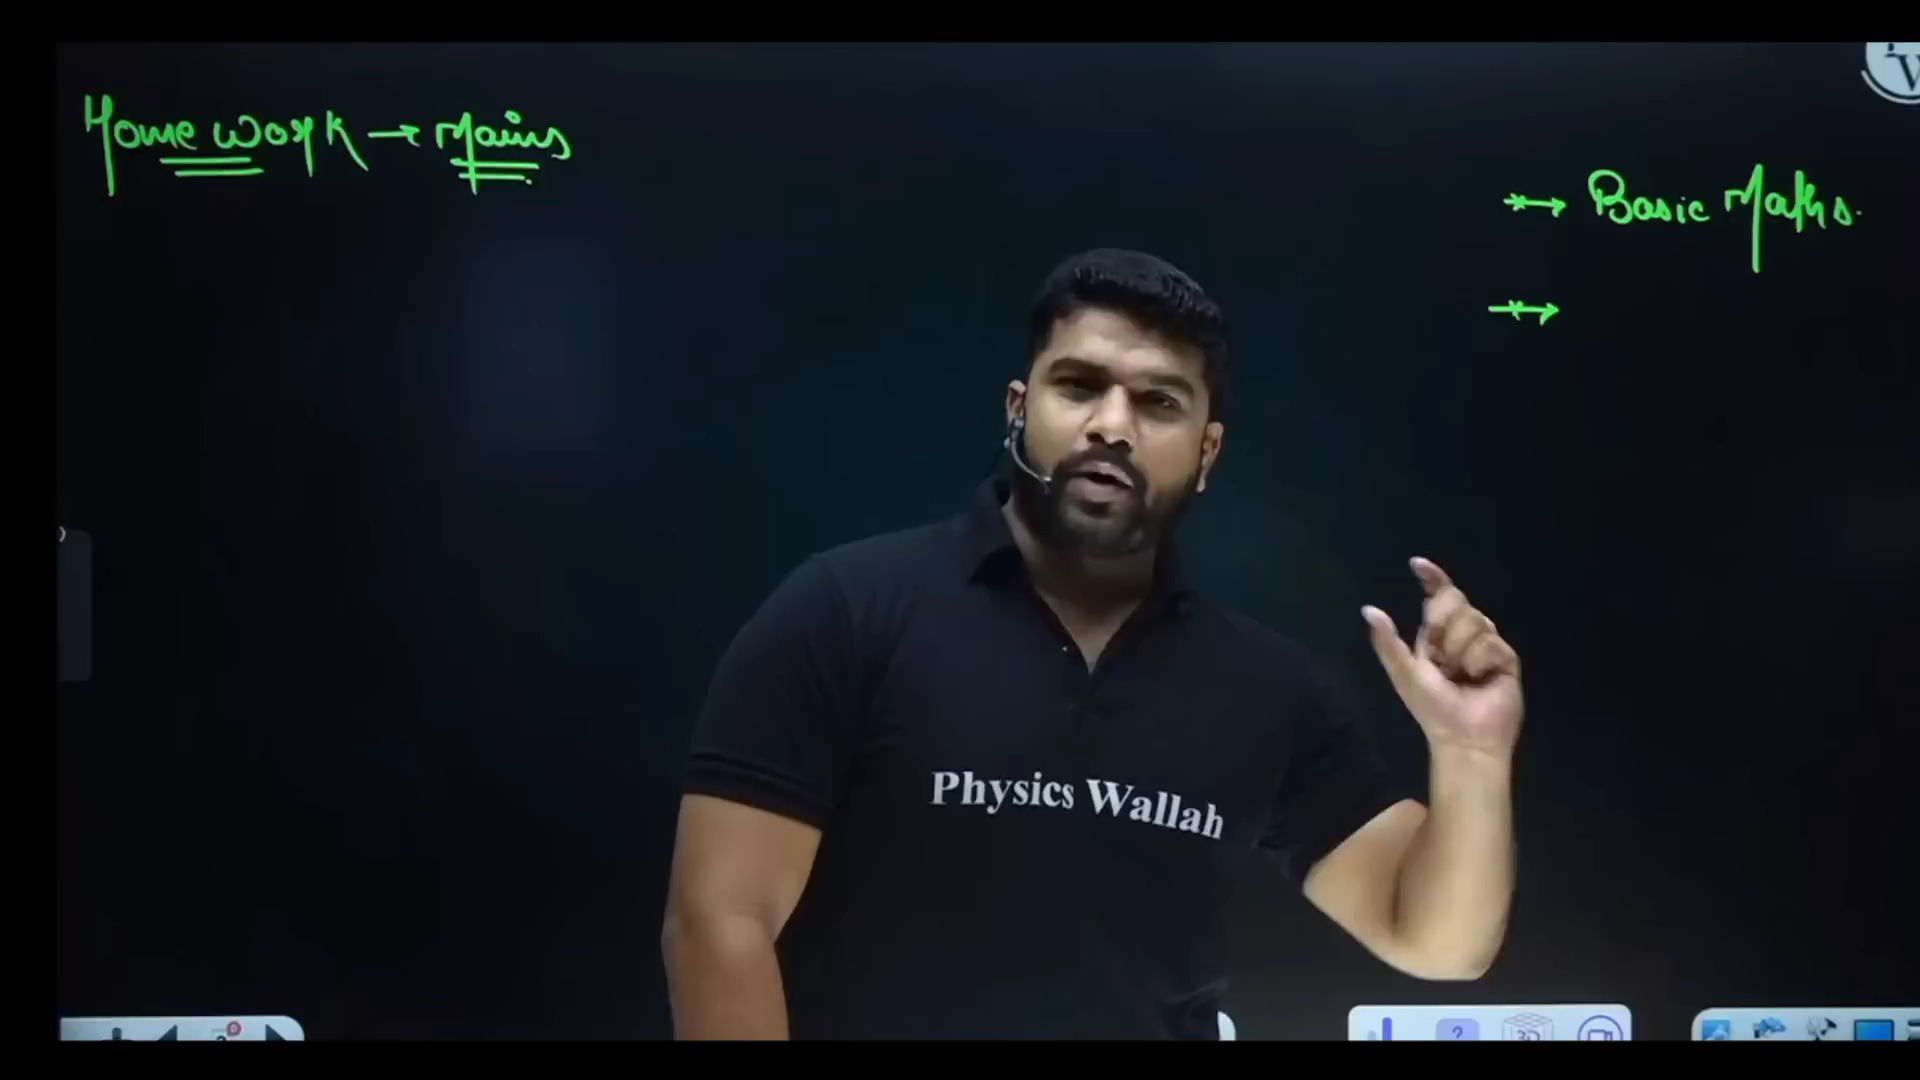 Home Work → Mains
→ Basic Maths.
→
Physics Wallah